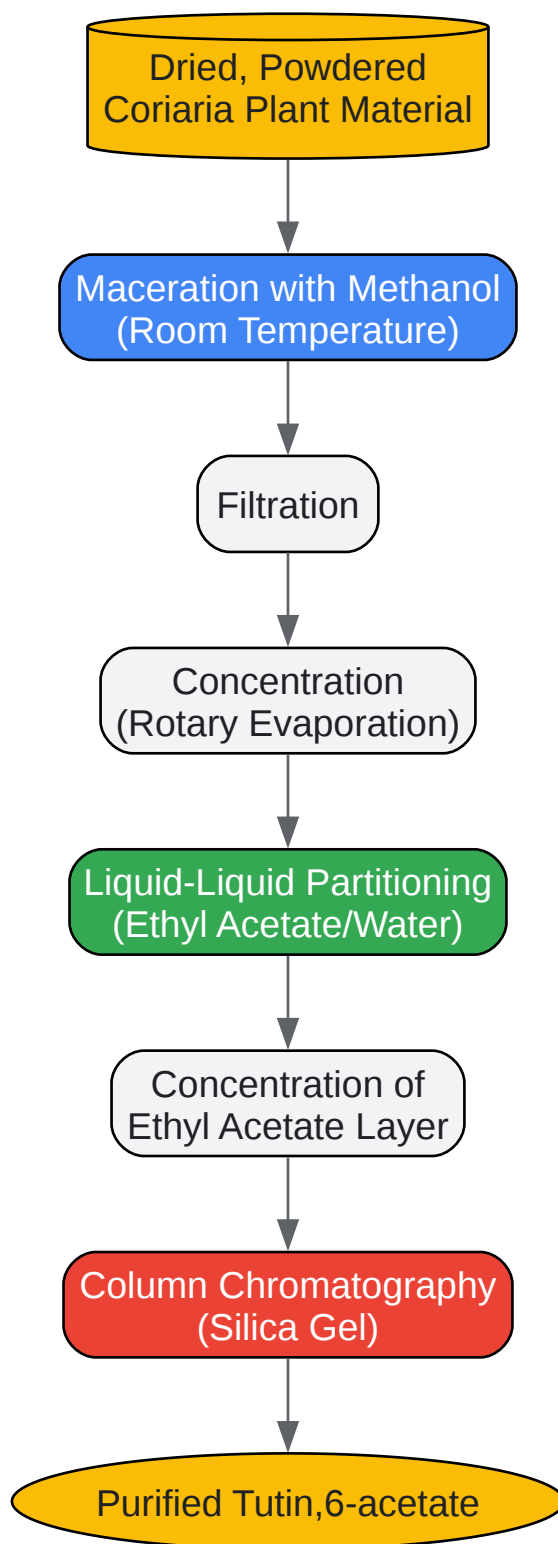 Dried, Powdered
Coriaria Plant Material
Maceration with Methanol
(Room Temperature)
Filtration
Concentration
(Rotary Evaporation)
Liquid-Liquid Partitioning
(Ethyl Acetate/Water)
Concentration of
Ethyl Acetate Layer
Column Chromatography
(Silica Gel)
Purified Tutin,6-acetate